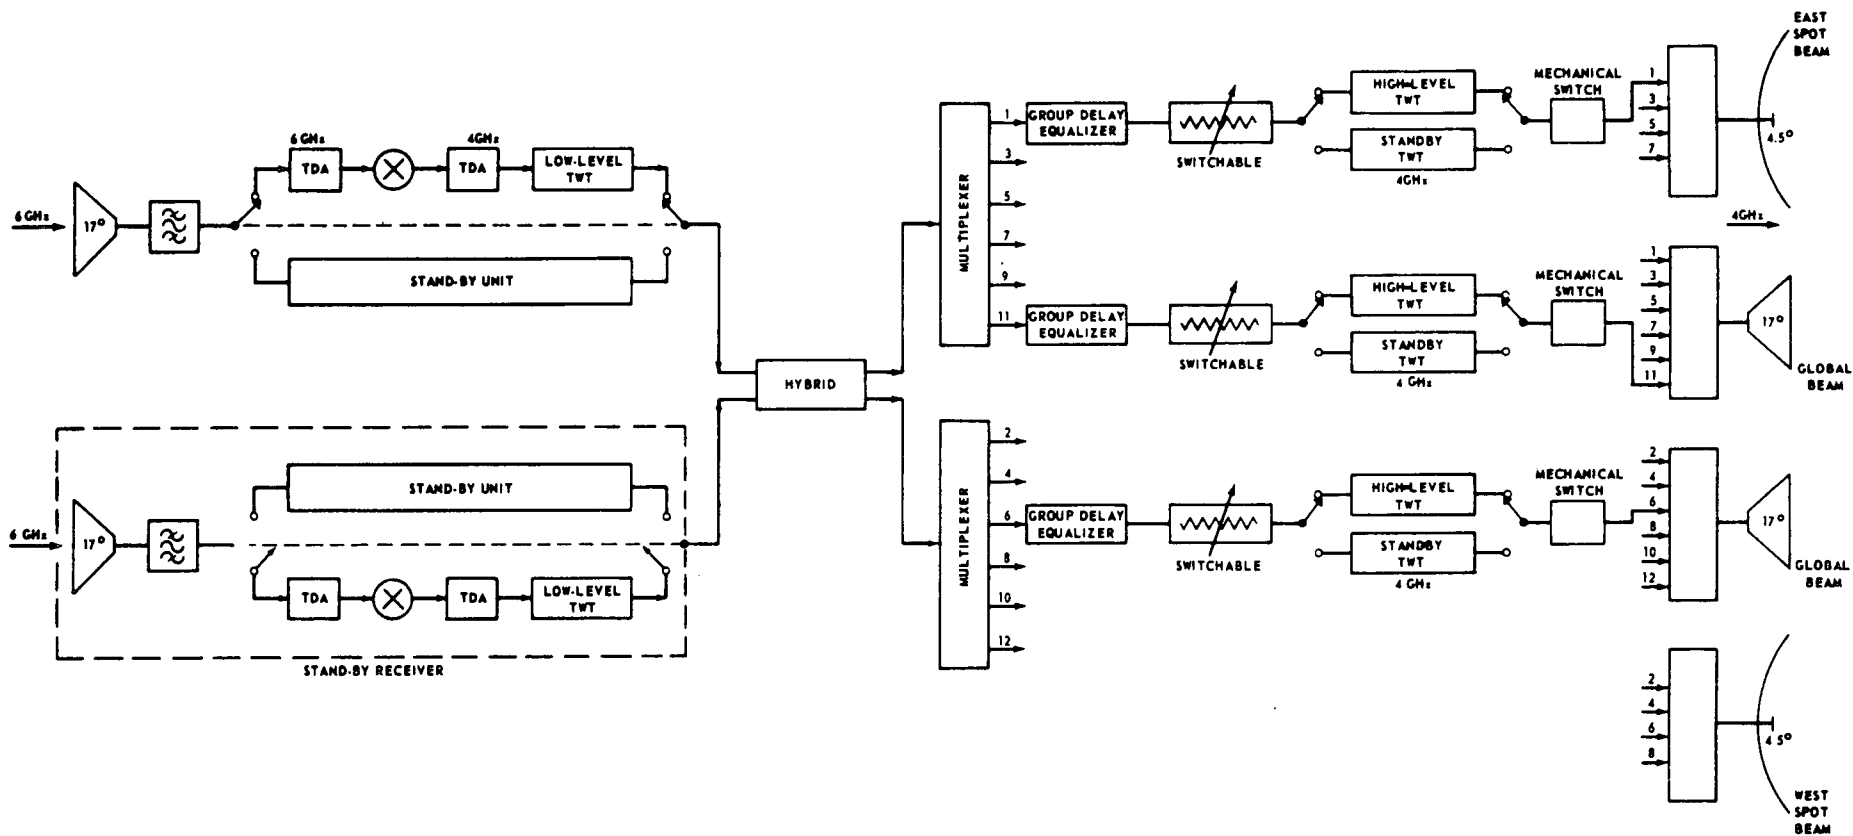 6 GHz
17°
6 GHz
TDA
4GHz
TDA
LOW-LEVEL
TWT
STAND-BY UNIT
6 GHz
17°
STAND-BY UNIT
TDA
TDA
LOW-LEVEL
TWT
STAND-BY RECEIVER
HYBRID
MULTIPLEXER
1
3
5
7
9
11
MULTIPLEXER
2
4
6
8
10
12
GROUP DELAY
EQUALIZER
SWITCHABLE
HIGH-LEVEL
TWT
STANDBY
TWT
4GHz
MECHANICAL
SWITCH
1
3
5
7
EAST
SPOT
BEAM
4.5°
4GHz
GROUP DELAY
EQUALIZER
SWITCHABLE
HIGH-LEVEL
TWT
STANDBY
TWT
4 GHz
MECHANICAL
SWITCH
1
3
5
7
9
11
17°
GLOBAL
BEAM
GROUP DELAY
EQUALIZER
SWITCHABLE
HIGH-LEVEL
TWT
STANDBY
TWT
4 GHz
MECHANICAL
SWITCH
2
4
6
8
10
12
17°
GLOBAL
BEAM
2
4
6
8
4 5°
WEST
SPOT
BEAM